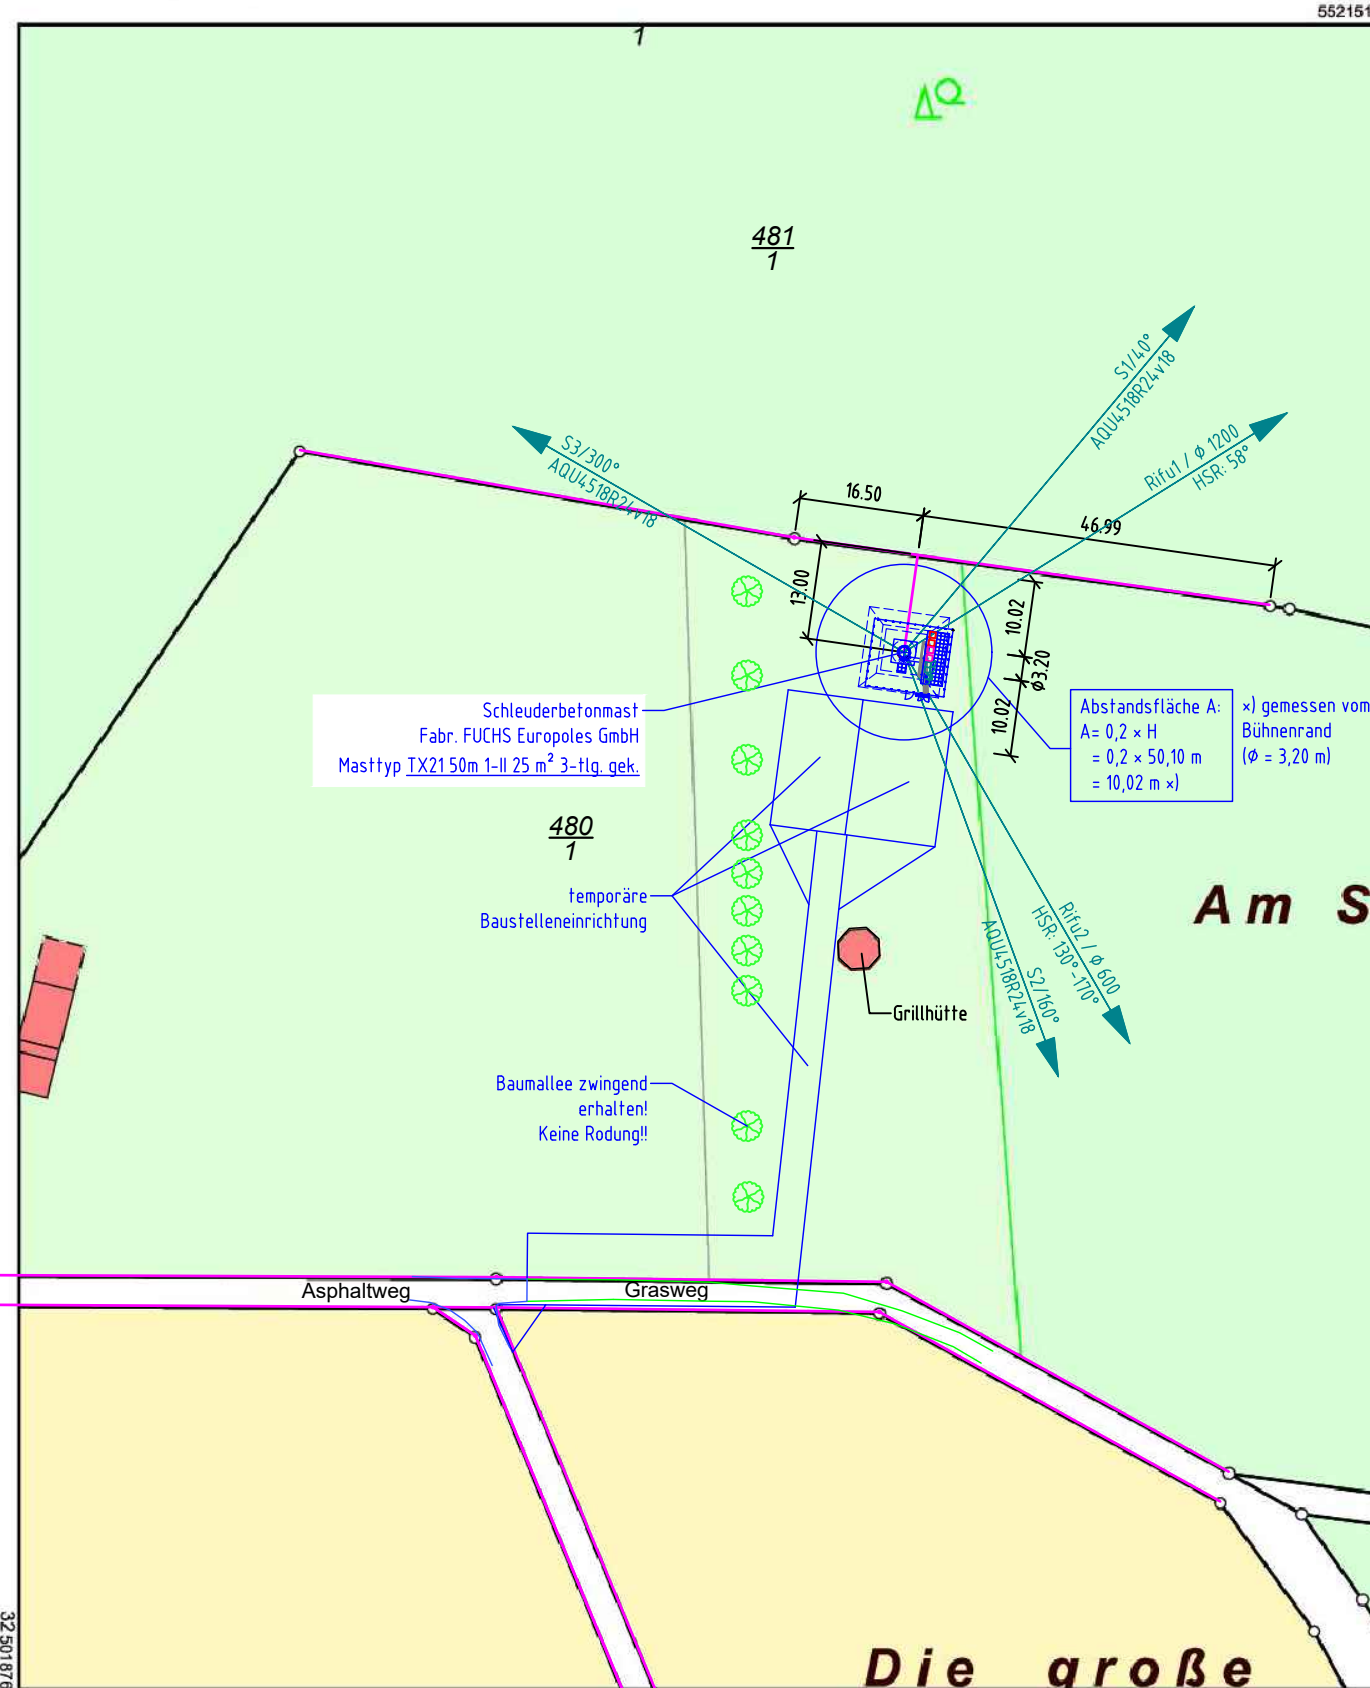 552151
1
481
1
S1/40°
AQU4518R24v18
Rifu1 / ϕ 1200
HSR: 58°
S3/300°
AQU4518R24v18
16.50
46.99
13.00
10.02
ϕ3.20
10.02
Schleuderbetonmast
Fabr. FUCHS Europoles GmbH
Masttyp TX21 50m 1-II 25 m² 3-tlg. gek.
Abstandsfläche A:
A= 0,2 × H
= 0,2 × 50,10 m
= 10,02 m ×)
×) gemessen vom
Bühnenrand
(ϕ = 3,20 m)
480
1
temporäre
Baustelleneinrichtung
Am S
Rifu2 / ϕ 600
HSR: 130°-170°
S2/160°
AQU4518R24v18
Grillhütte
Baumallee zwingend
erhalten!
Keine Rodung!!
Asphaltweg
Grasweg
32 501876
Die große